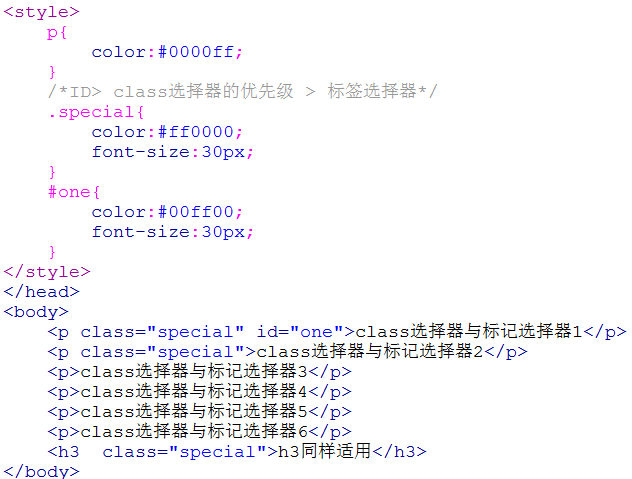 <style>
    p{
        color:#0000ff;
    }
    /*ID> class选择器的优先级 > 标签选择器*/
    .special{
        color:#ff0000;
        font-size:30px;
    }
    #one{
        color:#00ff00;
        font-size:30px;
    }
</style>
</head>
<body>
    <p class="special" id="one">class选择器与标记选择器1</p>
    <p class="special">class选择器与标记选择器2</p>
    <p>class选择器与标记选择器3</p>
    <p>class选择器与标记选择器4</p>
    <p>class选择器与标记选择器5</p>
    <p>class选择器与标记选择器6</p>
    <h3  class="special">h3同样适用</h3>
</body>